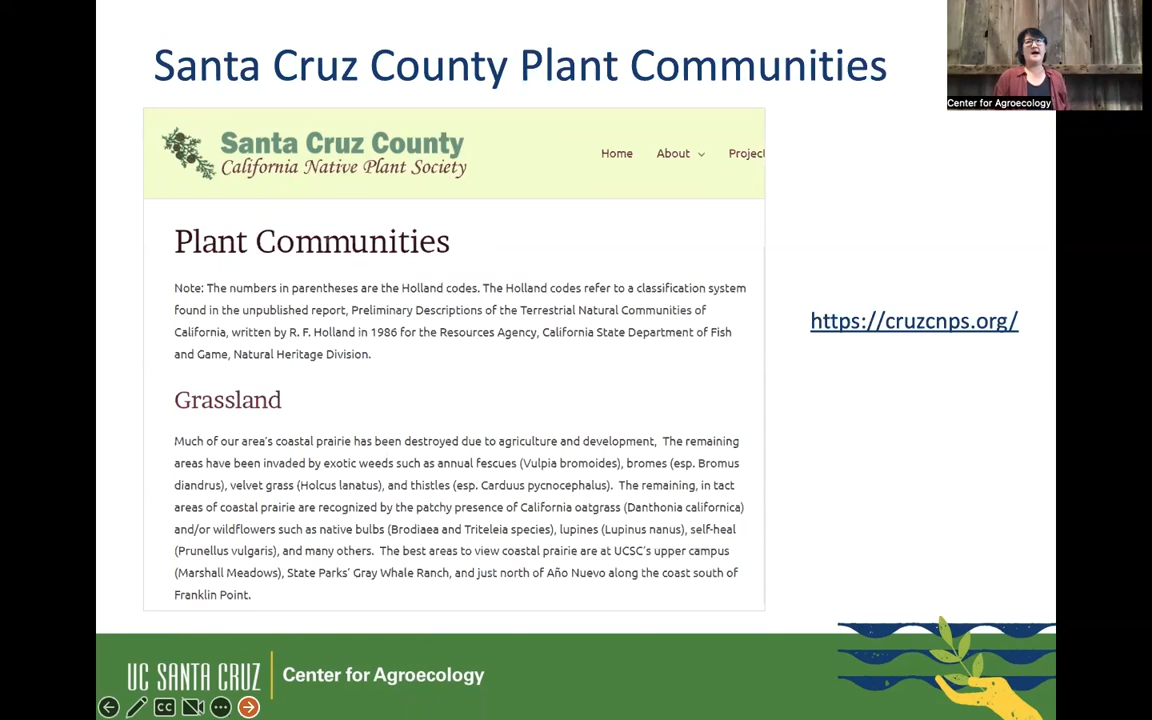 Santa Cruz County Plant Communities
Center for Agroecology
Santa Cruz County
California Native Plant Society
Home About Project
Plant Communities
Note: The numbers in parentheses are the Holland codes. The Holland codes refer to a classification system
found in the unpublished report, Preliminary Descriptions of the Terrestrial Natural Communities of
California, written by R. F. Holland in 1986 for the Resources Agency, California State Department of Fish
and Game, Natural Heritage Division.
https://cruzcnps.org/
Grassland
Much of our area's coastal prairie has been destroyed due to agriculture and development, The remaining
areas have been invaded by exotic weeds such as annual fescues (Vulpia bromoides), bromes (esp. Bromus
diandrus), velvet grass (Holcus lanatus), and thistles (esp. Carduus pycnocephalus). The remaining, in tact
areas of coastal prairie are recognized by the patchy presence of California oatgrass (Danthonia californica)
and/or wildflowers such as native bulbs (Brodiaea and Triteleia species), lupines (Lupinus nanus), self-heal
(Prunellus vulgaris), and many others. The best areas to view coastal prairie are at UCSC's upper campus
(Marshall Meadows), State Parks' Gray Whale Ranch, and just north of Año Nuevo along the coast south of
Franklin Point.
UC SANTA CRUZ
Center for Agroecology
CC